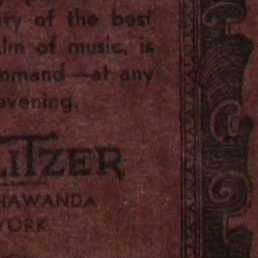 ty of the best
lm of music, is
mmand—at any
evening.
LITZER
NAWANDA
YORK